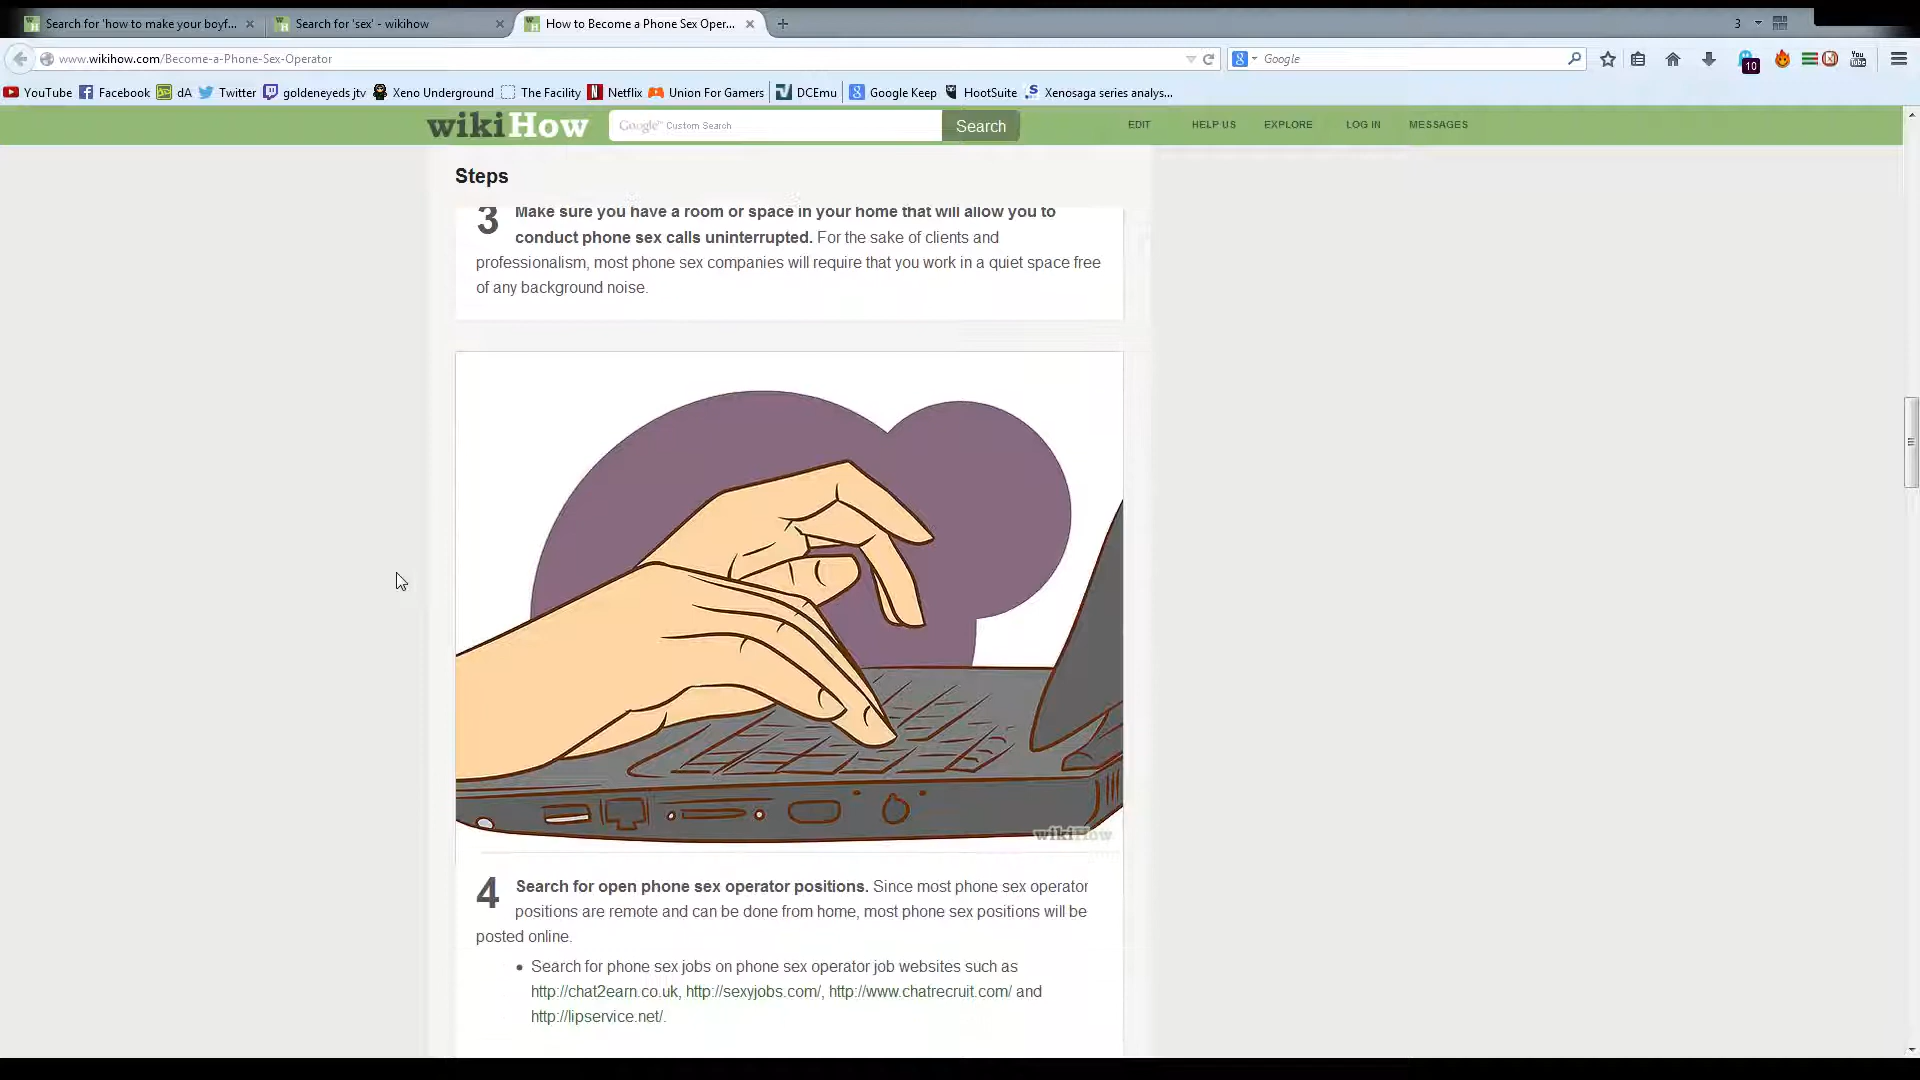 Search for 'how to make your boyf...
Search for 'sex' - wikihow
How to Become a Phone Sex Oper...
3
www.wikihow.com/Become-a-Phone-Sex-Operator
8
Google
10
You
Tube
YouTube
Facebook
dA
Twitter
goldeneyeds jtv
Xeno Underground
The Facility
Netflix
Union For Gamers
DCEmu
Google Keep
HootSuite
Xenosaga series analys...
wikiHow
Google™ Custom Search
Search
EDIT
HELP US
EXPLORE
LOG IN
MESSAGES
Steps
3 Make sure you have a room or space in your home that will allow you to
conduct phone sex calls uninterrupted. For the sake of clients and
professionalism, most phone sex companies will require that you work in a quiet space free
of any background noise.
wikiHow
4 Search for open phone sex operator positions. Since most phone sex operator
positions are remote and can be done from home, most phone sex positions will be
posted online.
• Search for phone sex jobs on phone sex operator job websites such as
http://chat2earn.co.uk, http://sexyjobs.com/, http://www.chatrecruit.com/ and
http://lipservice.net/.